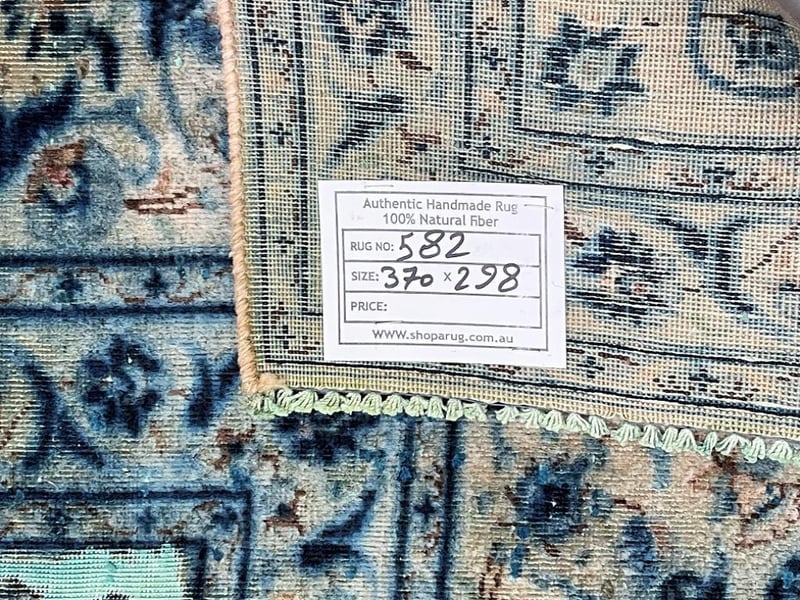 Authentic Handmade Rug
100% Natural Fiber
RUG NO: 582
SIZE: 370 x 298
PRICE:
WWW.shoparug.com.au